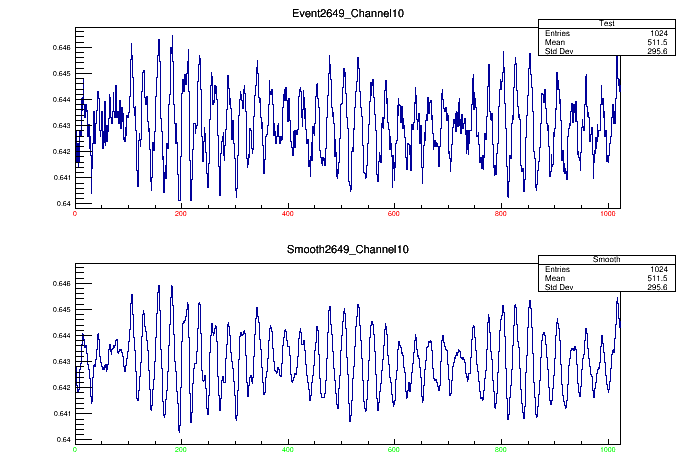 Event2649_Channel10
Test
Entries 1024
Mean 511.5
Std Dev 295.6
0.646
0.645
0.644
0.643
0.642
0.641
0.64
0 200 400 600 800 1000
Smooth2649_Channel10
Smooth
Entries 1024
Mean 511.5
Std Dev 295.6
0.646
0.645
0.644
0.643
0.642
0.641
0.64
0 200 400 600 800 1000